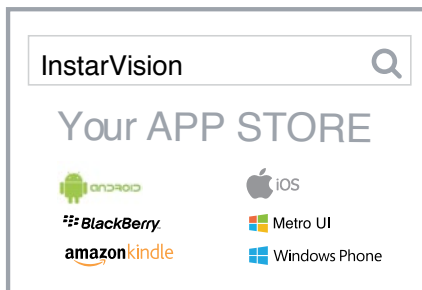 InstarVision
Your APP STORE
android iOS
BlackBerry. Metro UI
amazonkindle Windows Phone